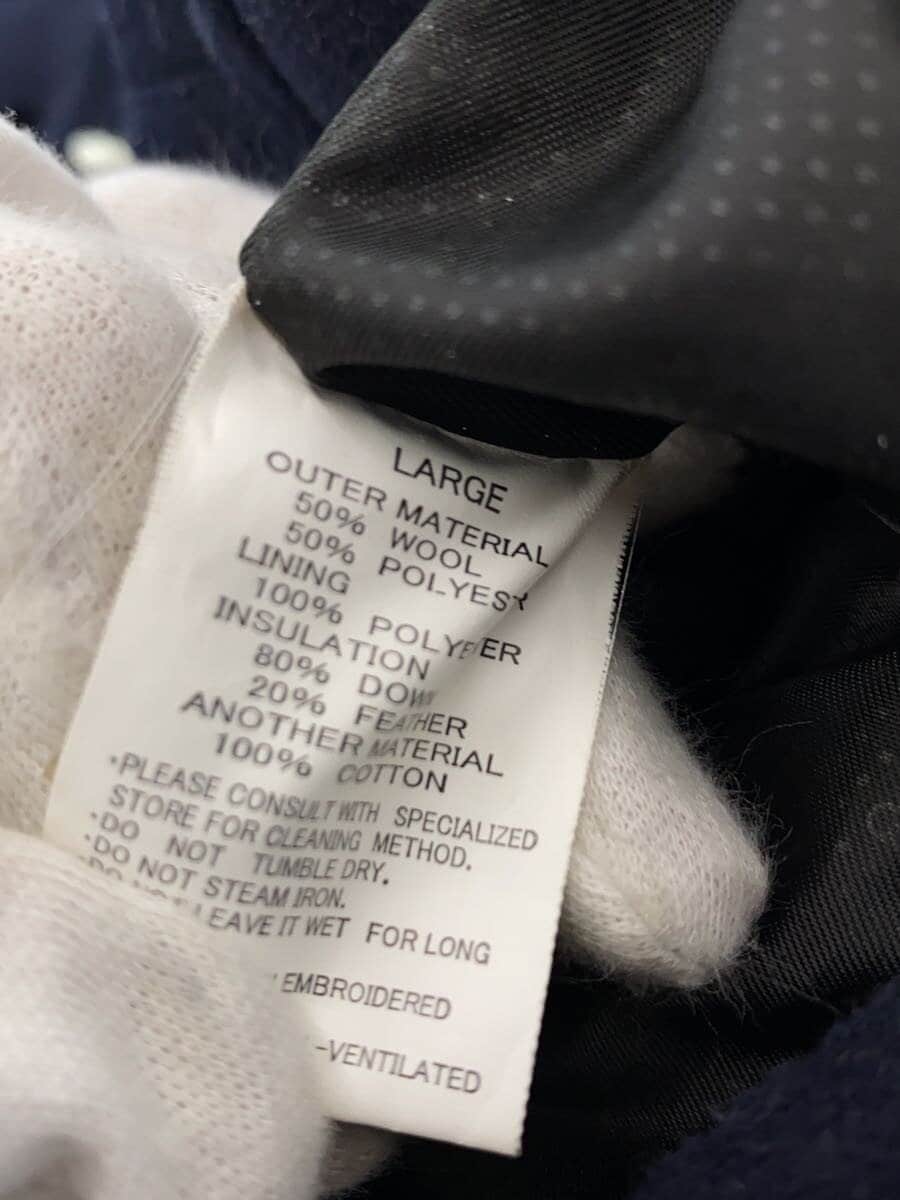 LARGE
OUTER MATERIAL
50% WOOL
50% POLYEST
LINING
100% POLYESTER
INSULATION
80% DOWN
20% FEATHER
ANOTHER MATERIAL
100% COTTON
·PLEASE CONSULT WITH SPECIALIZED
STORE FOR CLEANING METHOD.
·DO NOT TUMBLE DRY.
·DO NOT STEAM IRON.
LEAVE IT WET FOR LONG
EMBROIDERED
-VENTILATED